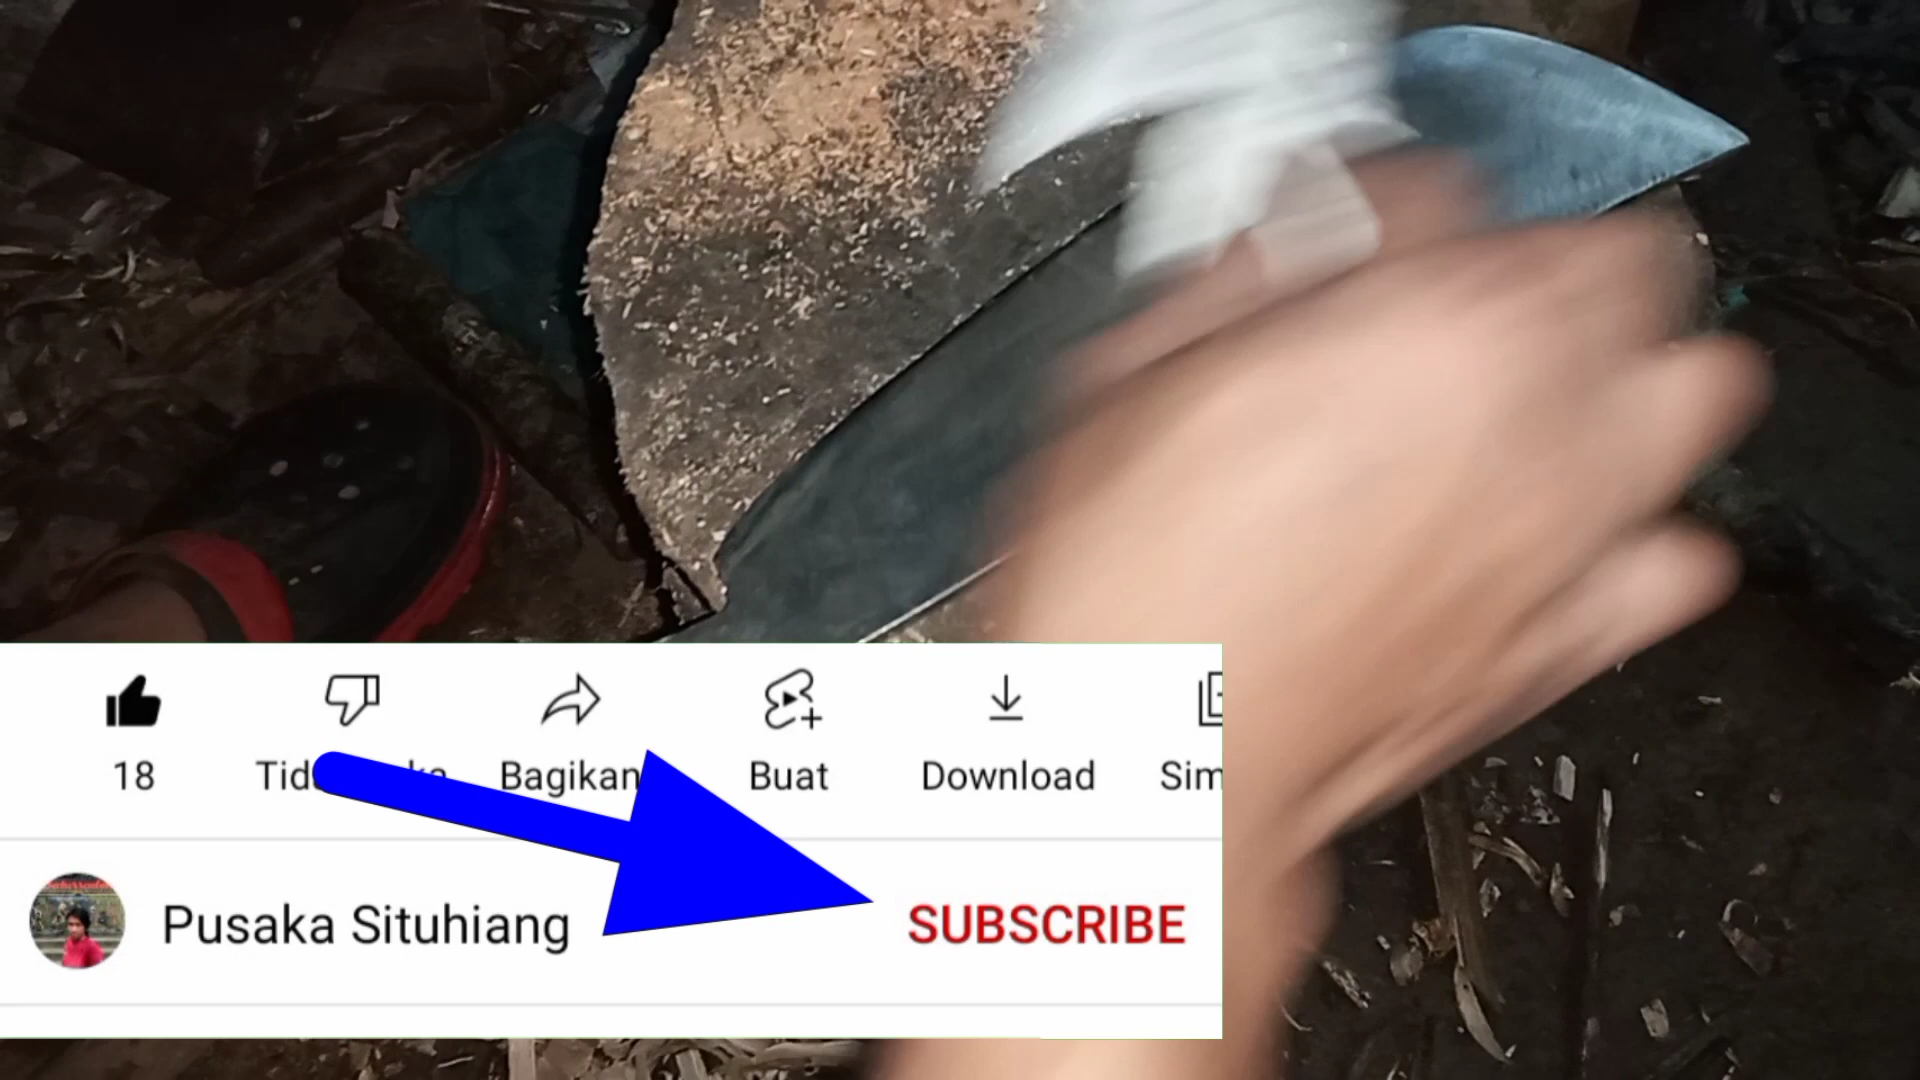 18
Bagikan
Buat
Download
Pusaka Situhiang
SUBSCRIBE